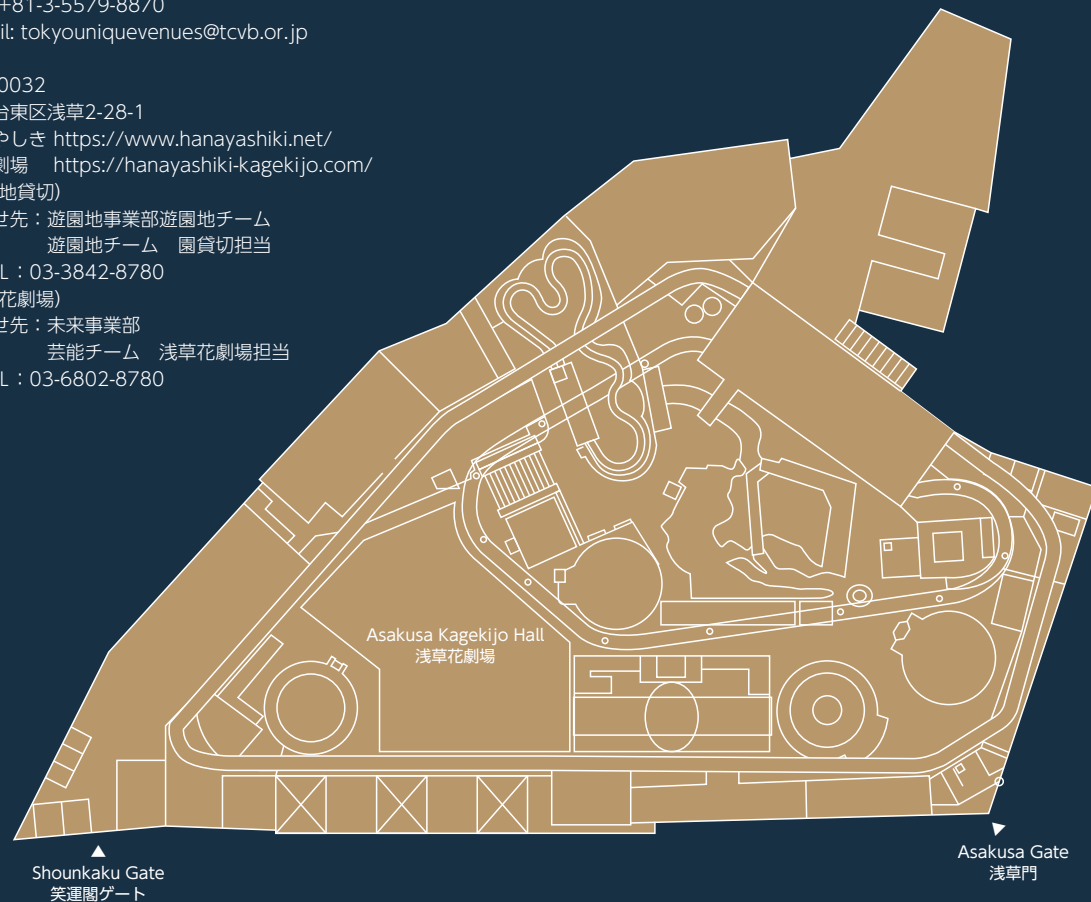 +81-3-5579-8870
il: tokyouniquevenues@tcvb.or.jp
0032
台東区浅草2-28-1
やしき https://www.hanayashiki.net/
劇場　https://hanayashiki-kagekijo.com/
地貸切)
せ先：遊園地事業部遊園地チーム
遊園地チーム　園貸切担当
L：03-3842-8780
花劇場)
せ先：未来事業部
芸能チーム　浅草花劇場担当
L：03-6802-8780
Asakusa Kagekijo Hall
浅草花劇場
Shounkaku Gate
笑運閣ゲート
Asakusa Gate
浅草門